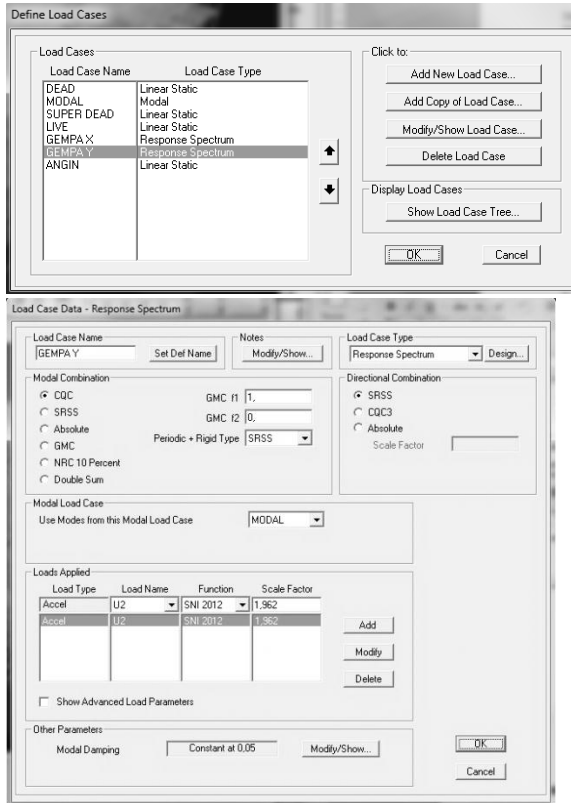 Define Load Cases
Load Cases
Click to:
Load Case Name Load Case Type
DEAD Linear Static
MODAL Modal
SUPER DEAD Linear Static
LIVE Linear Static
GEMPA X Response Spectrum
GEMPA Y Response Spectrum
ANGIN Linear Static
Add New Load Case...
Add Copy of Load Case...
Modify/Show Load Case...
Delete Load Case
Display Load Cases
Show Load Case Tree...
OK Cancel
Load Case Data - Response Spectrum
Load Case Name Notes Load Case Type
GEMPA Y Set Def Name Modify/Show... Response Spectrum Design...
Modal Combination
CQC
SRSS
Absolute
GMC
NRC 10 Percent
Double Sum
GMC f1 1,
GMC f2 0,
Periodic + Rigid Type SRSS
Directional Combination
SRSS
CQC3
Absolute
Scale Factor
Modal Load Case
Use Modes from this Modal Load Case MODAL
Loads Applied
Load Type Load Name Function Scale Factor
Accel U2 SNI 2012 1,962
Accel U2 SNI 2012 1,962
Add
Modify
Delete
Show Advanced Load Parameters
Other Parameters
Modal Damping Constant at 0,05 Modify/Show...
OK
Cancel